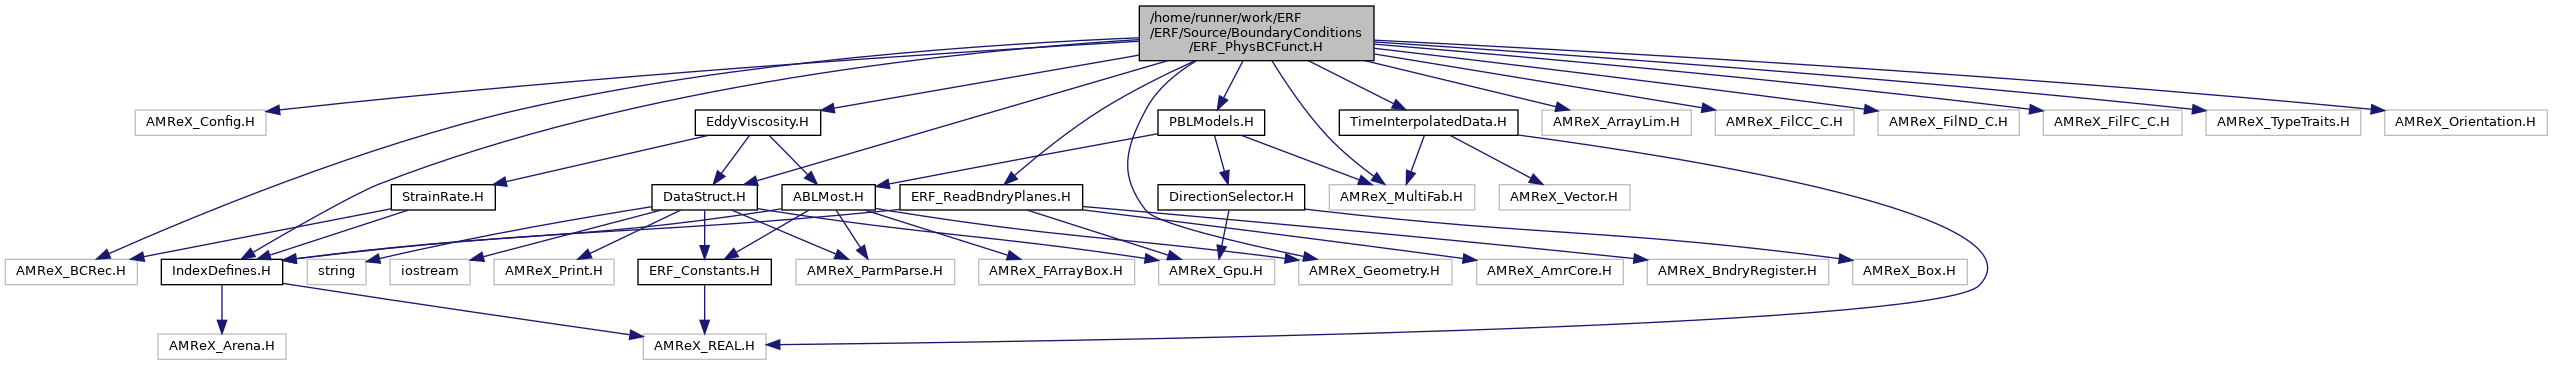 /home/runner/work/ERF
/ERF/Source/BoundaryConditions
/ERF_PhysBCFunct.H
AMReX_Config.H
EddyViscosity.H
PBLModels.H
TimeInterpolatedData.H
AMReX_ArrayLim.H
AMReX_FilCC_C.H
AMReX_FilND_C.H
AMReX_FilFC_C.H
AMReX_TypeTraits.H
AMReX_Orientation.H
StrainRate.H
DataStruct.H
ABLMost.H
ERF_ReadBndryPlanes.H
DirectionSelector.H
AMReX_MultiFab.H
AMReX_Vector.H
AMReX_BCRec.H
IndexDefines.H
string
iostream
AMReX_Print.H
ERF_Constants.H
AMReX_ParmParse.H
AMReX_FArrayBox.H
AMReX_Gpu.H
AMReX_Geometry.H
AMReX_AmrCore.H
AMReX_BndryRegister.H
AMReX_Box.H
AMReX_Arena.H
AMReX_REAL.H